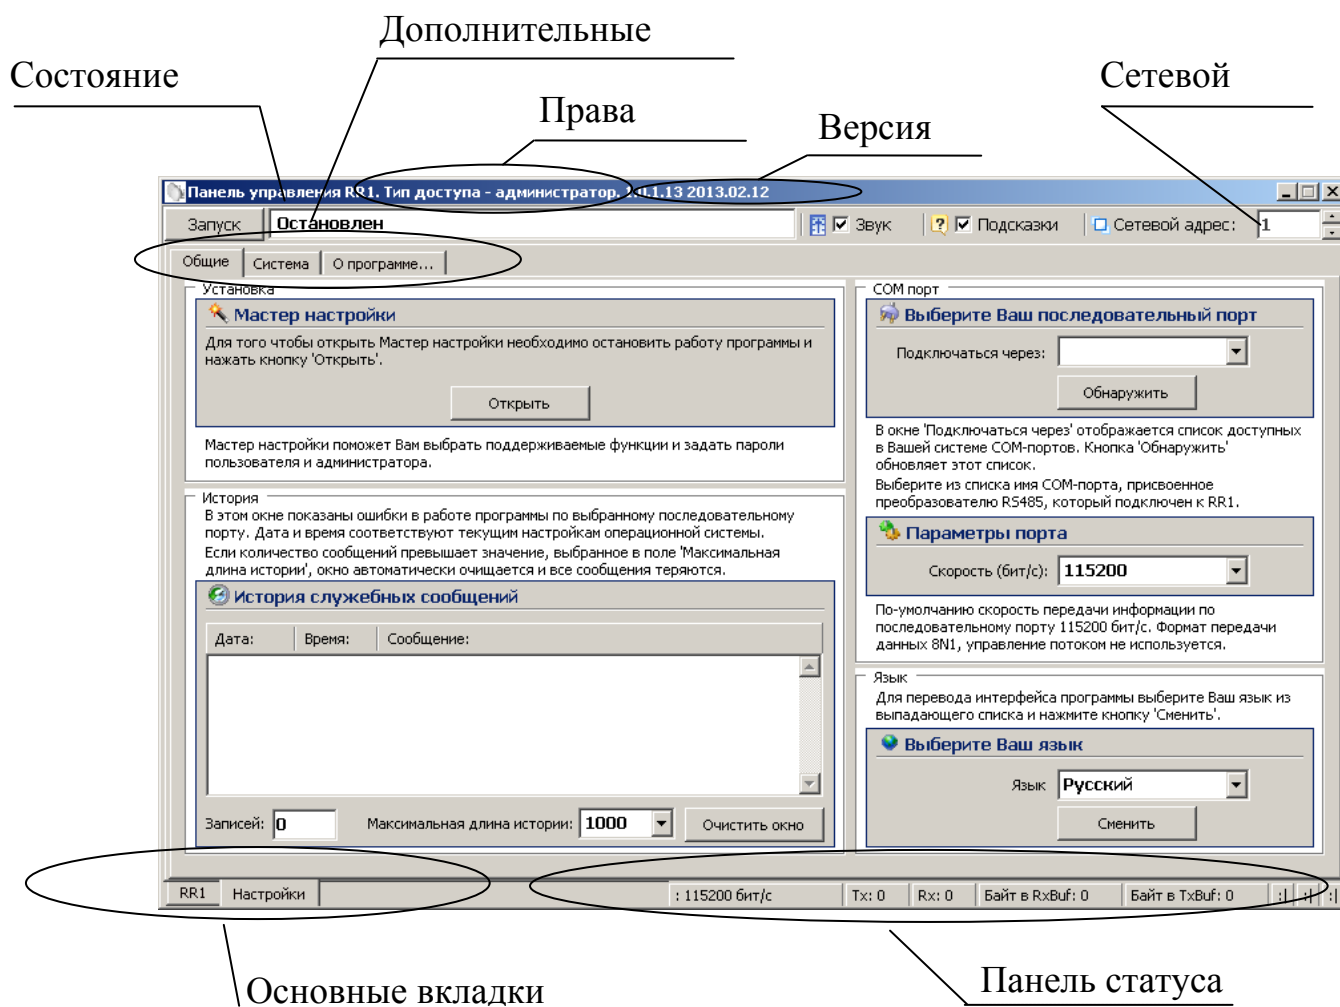 Дополнительные
Состояние
Сетевой
Права
Версия
Панель управления RR1. Тип доступа - администратор. 1.0.1.13 2013.02.12
Запуск
Остановлен
Звук
Подсказки
Сетевой адрес:
1
Общие
Система
О программе...
Установка
Мастер настройки
Для того чтобы открыть Мастер настройки необходимо остановить работу программы и
нажать кнопку 'Открыть'.
Открыть
Мастер настройки поможет Вам выбрать поддерживаемые функции и задать пароли
пользователя и администратора.
История
В этом окне показаны ошибки в работе программы по выбранному последовательному
порту. Дата и время соответствуют текущим настройкам операционной системы.
Если количество сообщений превышает значение, выбранное в поле 'Максимальная
длина истории', окно автоматически очищается и все сообщения теряются.
История служебных сообщений
Дата:
Время:
Сообщение:
Записей: 0
Максимальная длина истории: 1000
Очистить окно
COM порт
Выберите Ваш последовательный порт
Подключаться через:
Обнаружить
В окне 'Подключаться через' отображается список доступных
в Вашей системе COM-портов. Кнопка 'Обнаружить'
обновляет этот список.
Выберите из списка имя COM-порта, присвоенное
преобразователю RS485, который подключен к RR1.
Параметры порта
Скорость (бит/с): 115200
По-умолчанию скорость передачи информации по
последовательному порту 115200 бит/с. Формат передачи
данных 8N1, управление потоком не используется.
Язык
Для перевода интерфейса программы выберите Ваш язык из
выпадающего списка и нажмите кнопку 'Сменить'.
Выберите Ваш язык
Язык Русский
Сменить
RR1
Настройки
: 115200 бит/с
Tx: 0
Rx: 0
Байт в RxBuf: 0
Байт в TxBuf: 0
:|
:|
:|
Основные вкладки
Панель статуса